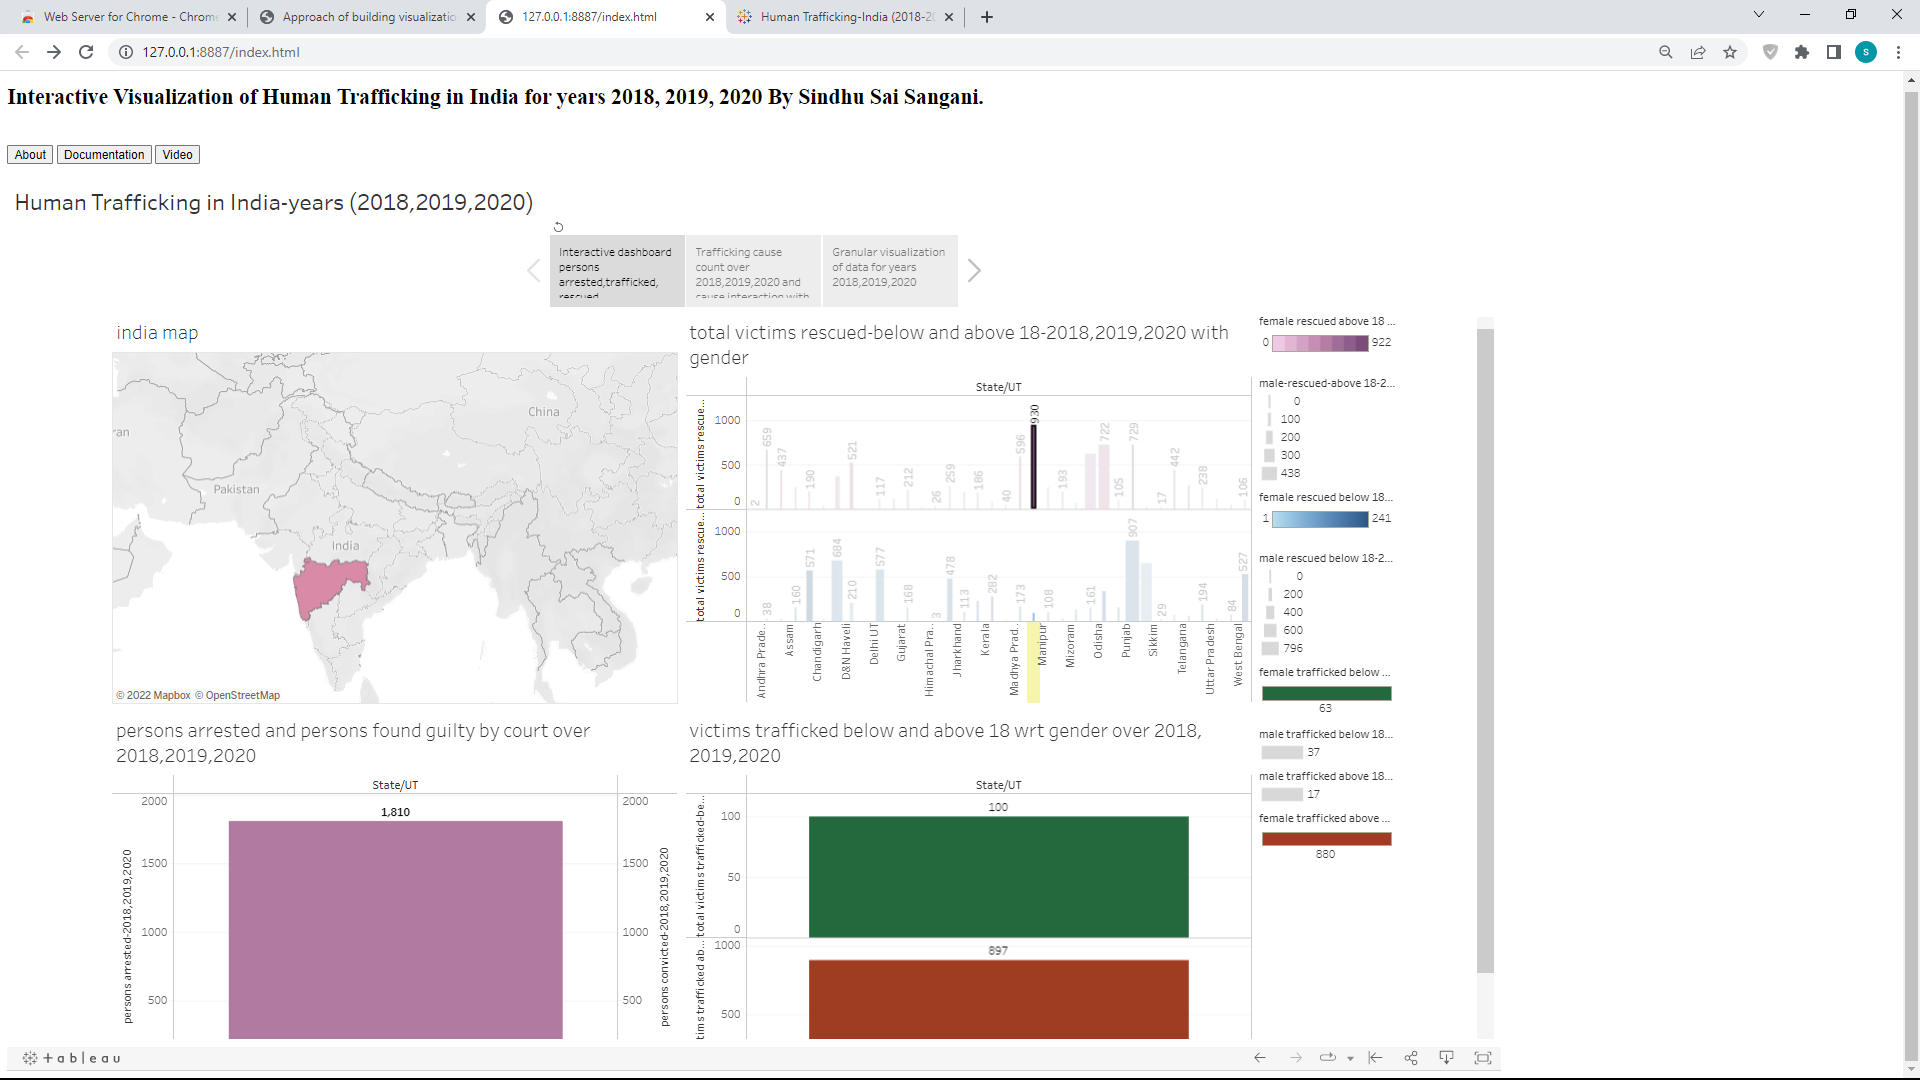 Web Server for Chrome - Chrome
Approach of building visualizatio
127.0.0.1:8887/index.html
Human Trafficking-India (2018-20
127.0.0.1:8887/index.html
s
Interactive Visualization of Human Trafficking in India for years 2018, 2019, 2020 By Sindhu Sai Sangani.
About
Documentation
Video
Human Trafficking in India-years (2018,2019,2020)
Interactive dashboard
persons
arrested,trafficked,
rescued
Trafficking cause
count over
2018,2019,2020 and
cause interaction with
Granular visualization
of data for years
2018,2019,2020
india map
China
ran
Pakistan
India
© 2022 Mapbox © OpenStreetMap
total victims rescued-below and above 18-2018,2019,2020 with
gender
State/UT
total victims rescue...
1000
500
0
2
659
437
190
521
117
212
26
259
186
40
596
930
193
722
105
729
17
442
238
106
total victims rescue...
1000
500
0
38
160
571
684
210
577
168
3
478
113
282
173
108
161
907
29
194
84
527
Andhra Prade..
Assam
Chandigarh
D&N Haveli
Delhi UT
Gujarat
Himachal Pra..
Jharkhand
Kerala
Madhya Prad..
Manipur
Mizoram
Odisha
Punjab
Sikkim
Telangana
Uttar Pradesh
West Bengal
female rescued above 18 ...
0
922
male-rescued-above 18-2...
0
100
200
300
438
female rescued below 18...
1
241
male rescued below 18-2...
0
200
400
600
796
female trafficked below ...
63
male trafficked below 18...
37
male trafficked above 18...
17
female trafficked above ...
880
persons arrested and persons found guilty by court over
2018,2019,2020
State/UT
1,810
persons arrested-2018,2019,2020
2000
1500
1000
500
2000
1500
1000
500
persons convicted-2018,2019,2020
victims trafficked below and above 18 wrt gender over 2018,
2019,2020
State/UT
total victims trafficked-be...
100
50
0
100
tims trafficked ab...
1000
500
897
+ a b l e a u